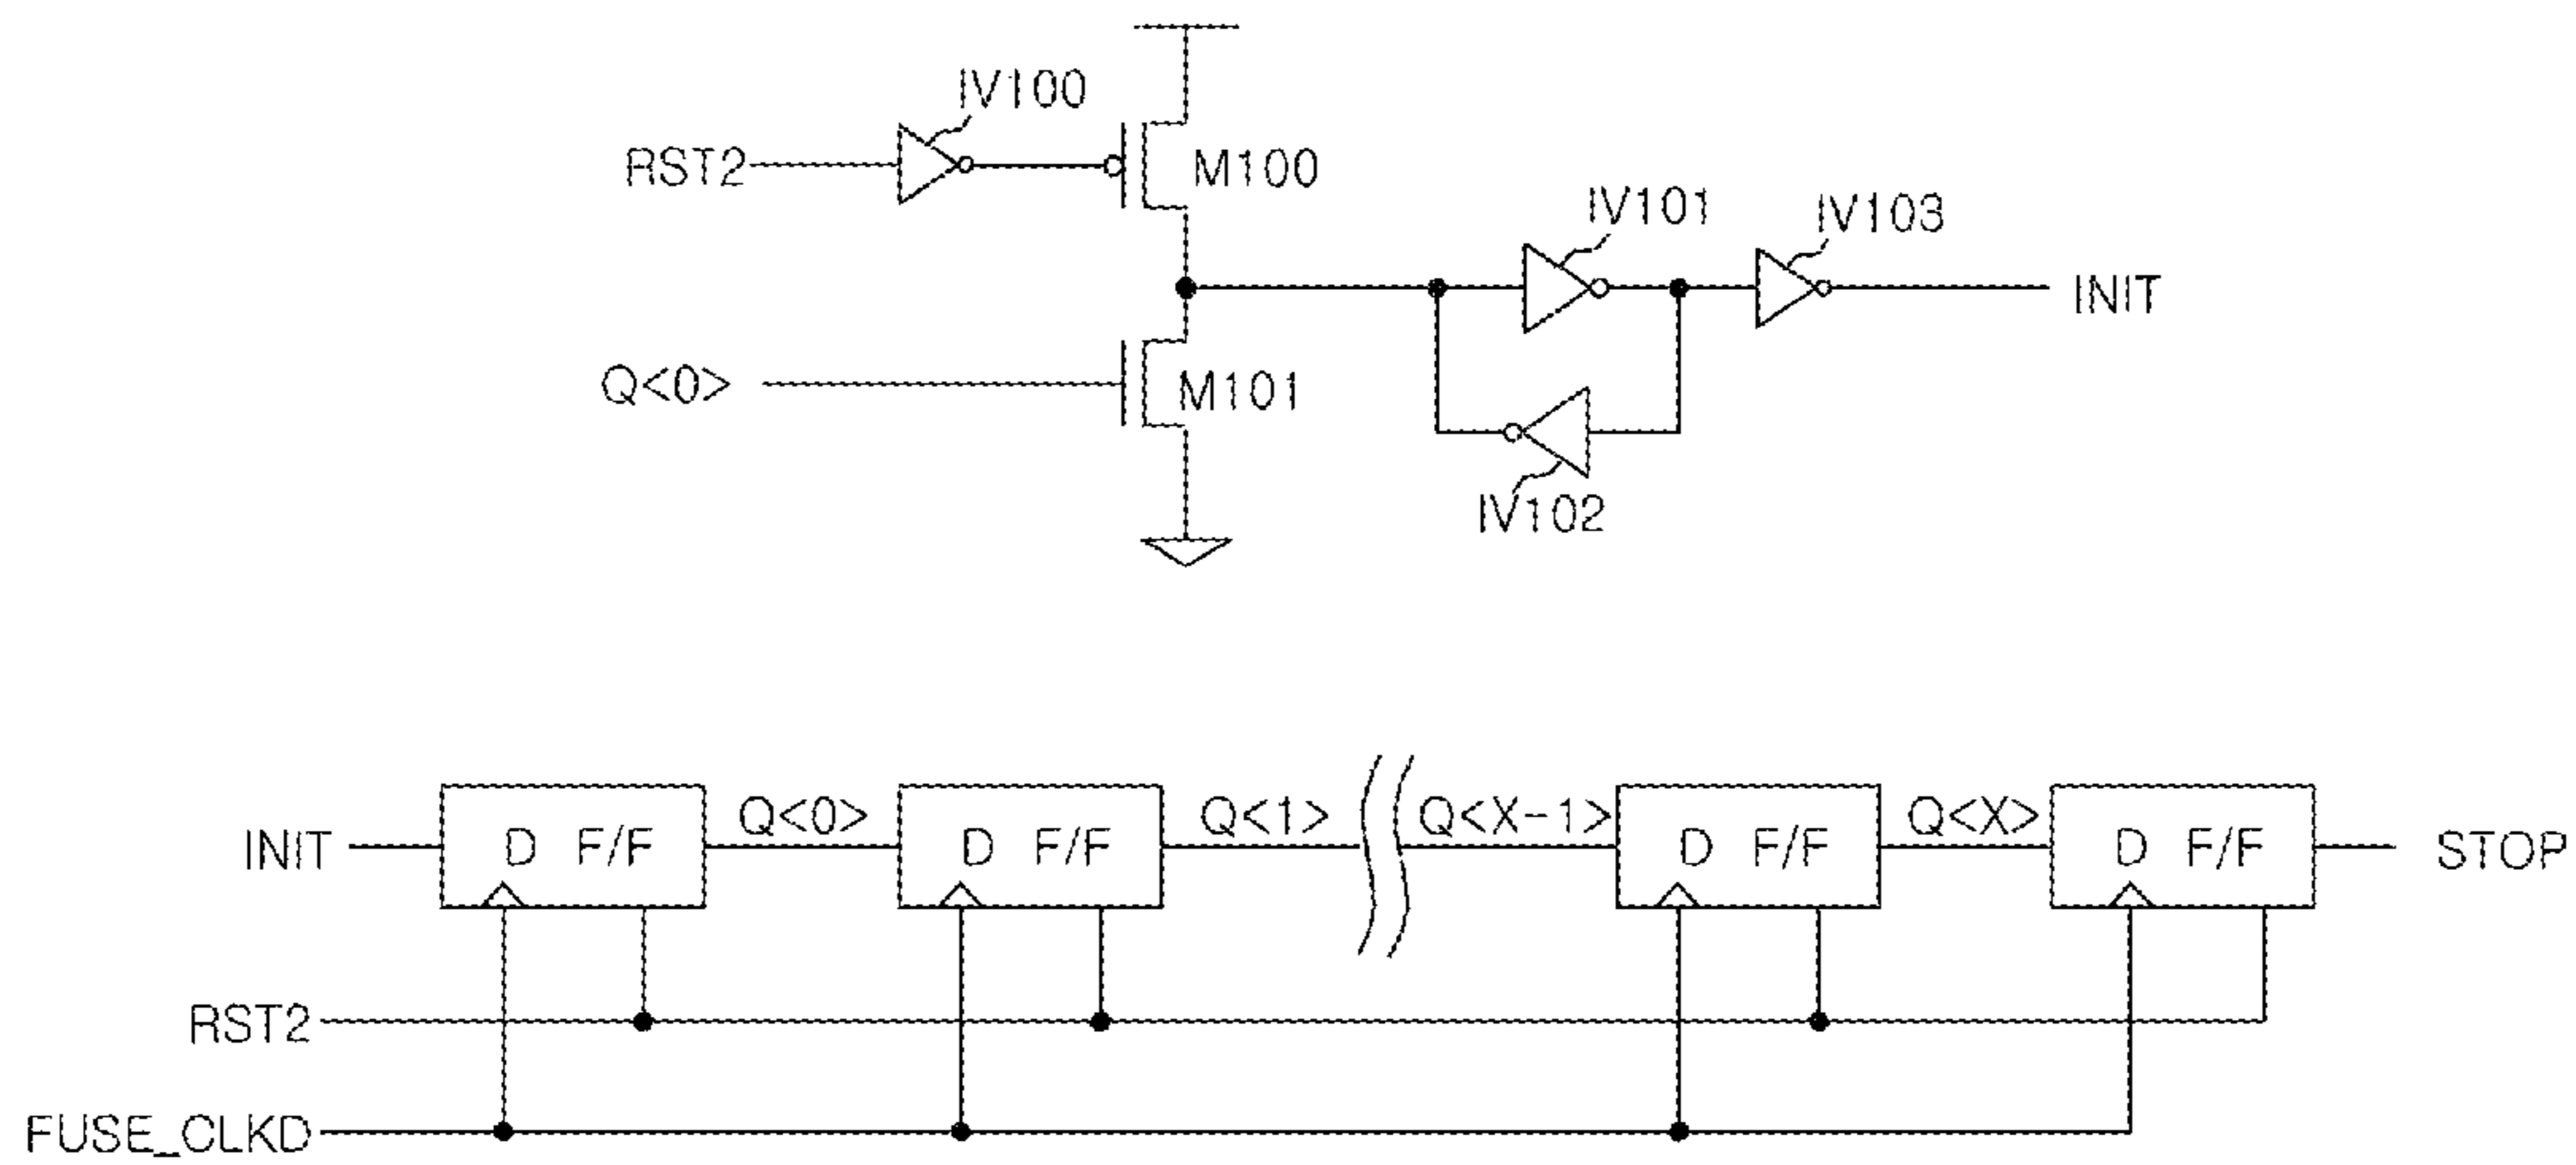 IV100
RST2
M100
IV101
IV103
INIT
Q<0>
M101
IV102
Q<0>
Q<1>
Q<X-1>
Q<X>
INIT
D F/F
D F/F
D F/F
D F/F
STOP
RST2
FUSE_CLKD